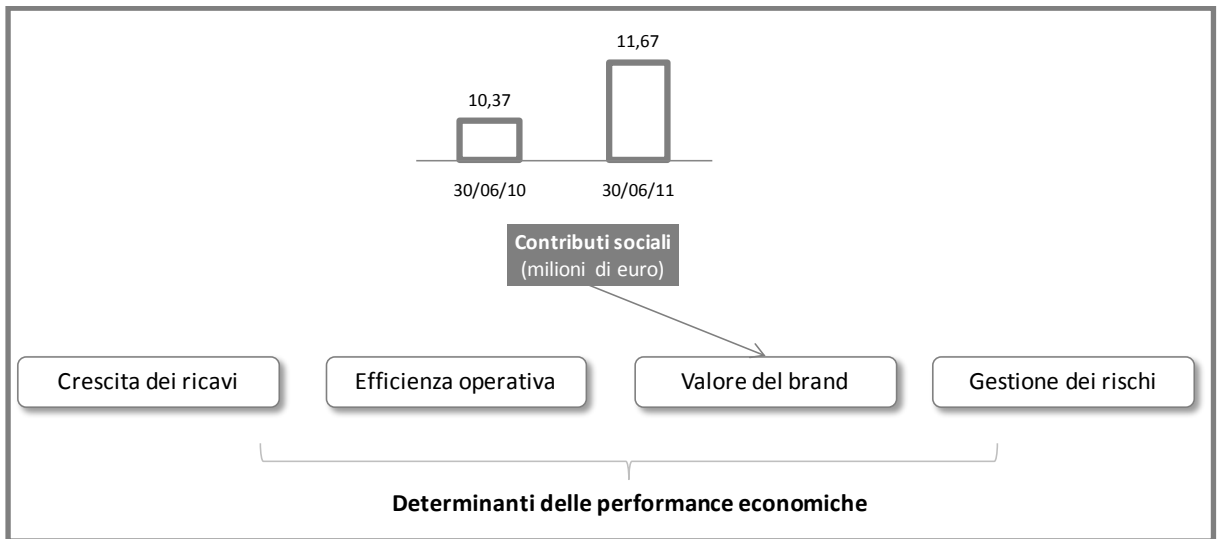 11,67
10,37
30/06/10
30/06/11
Contributi sociali
(milioni di euro)
Crescita dei ricavi
Efficienza operativa
Valore del brand
Gestione dei rischi
Determinanti delle performance economiche